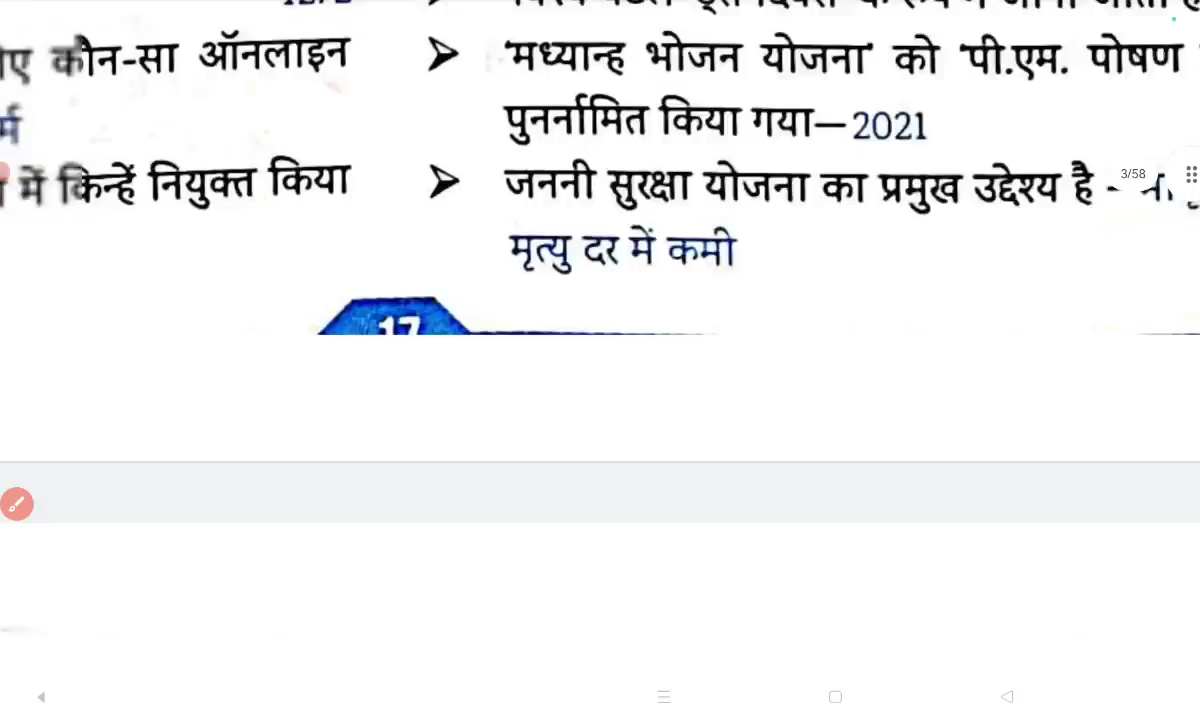 कौन-सा ऑनलाइन
में किन्हें नियुक्त किया
➤ 'मध्यान्ह भोजन योजना' को 'पी.एम. पोषण
पुनर्नामित किया गया—2021
➤ जननी सुरक्षा योजना का प्रमुख उद्देश्य है -
मृत्यु दर में कमी
3/58
17